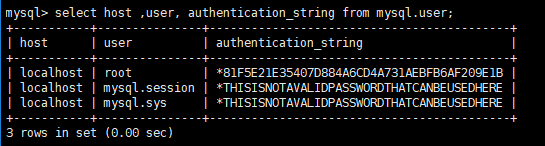 mysql> select host ,user, authentication_string from mysql.user;
+-----------+---------------+-------------------------------------------+
| host      | user          | authentication_string                     |
+-----------+---------------+-------------------------------------------+
| localhost | root          | *81F5E21E35407D884A6CD4A731AEBFB6AF209E1B |
| localhost | mysql.session | *THISISNOTAVALIDPASSWORDTHATCANBEUSEDHERE |
| localhost | mysql.sys     | *THISISNOTAVALIDPASSWORDTHATCANBEUSEDHERE |
+-----------+---------------+-------------------------------------------+
3 rows in set (0.00 sec)